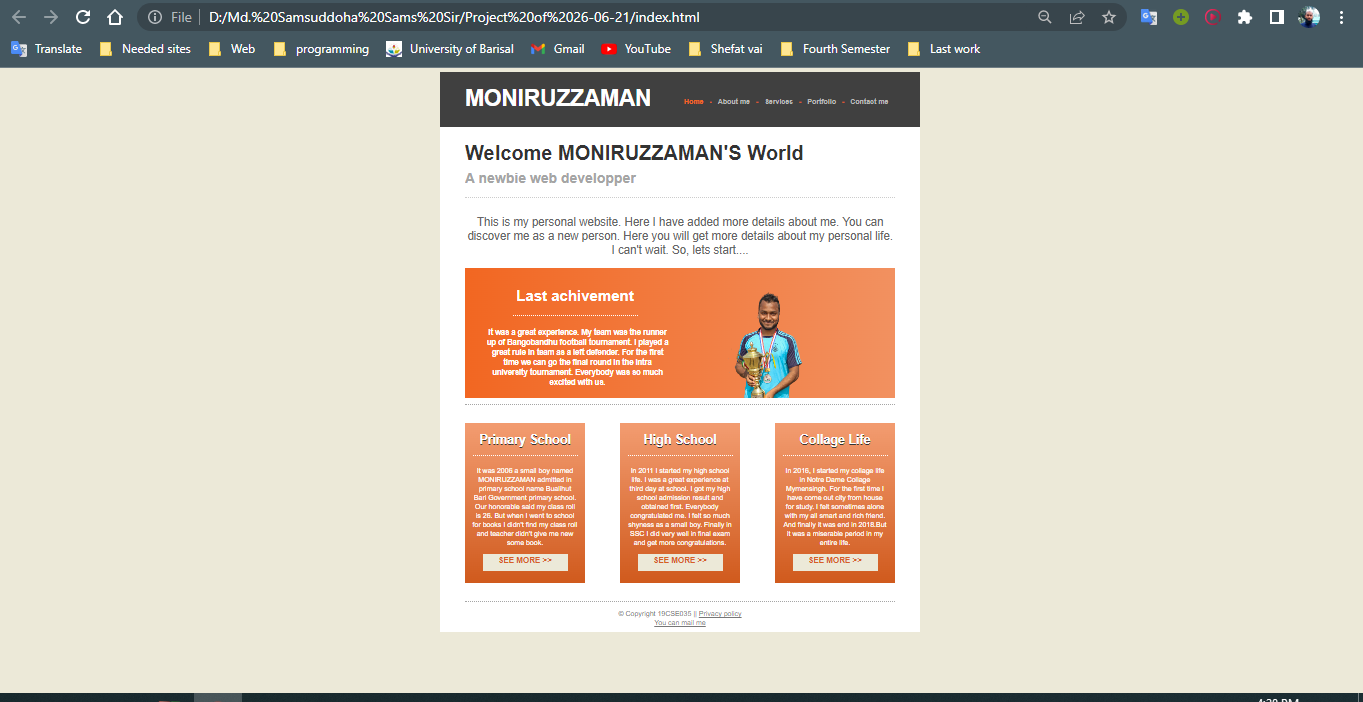 File
D:/Md.%20Samsuddoha%20Sams%20Sir/Project%20of%2026-06-21/index.html
Translate Needed sites Web programming University of Barisal Gmail YouTube Shefat vai Fourth Semester Last work
MONIRUZZAMAN
Home - About me - Services - Portfolio - Contact me
Welcome MONIRUZZAMAN'S World
A newbie web developper
This is my personal website. Here I have added more details about me. You can
discover me as a new person. Here you will get more details about my personal life.
I can't wait. So, lets start....
Last achivement
It was a great experience. My team was the runner
up of Bangobandhu football tournament. I played a
great rule in team as a left defender. For the first
time we can go the final round in the intra
university tournament. Everybody was so much
excited with us.
Primary School
It was 2006 a small boy named
MONIRUZZAMAN admitted in
primary school name Bualihut
Bari Government primary school.
Our honorable said my class roll
is 26. But when I went to school
for books I didn't find my class roll
and teacher didn't give me new
some book.
SEE MORE >>
High School
In 2011 I started my high school
life. I was a great experience at
third day at school. I got my high
school admission result and
obtained first. Everybody
congratulated me. I felt so much
shyness as a small boy. Finally in
SSC I did very well in final exam
and get more congratulations.
SEE MORE >>
Collage Life
In 2016, I started my collage life
in Notre Dame Collage
Mymensingh. For the first time I
have come out city from house
for study. I felt sometimes alone
with my all smart and rich friend.
And finally it was end in 2018.But
it was a miserable period in my
entire life.
SEE MORE >>
© Copyright 19CSE035 || Privacy policy
You can mail me